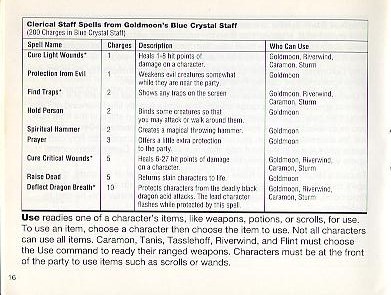 Clerical Staff Spells from Goldmoon's Blue Crystal Staff
(200 Charges in Blue Crystal Staff)
Spell Name Charges Description Who Can Use
Cure Light Wounds* 1 Heals 1-8 hit points of Goldmoon, Riverwind,
damage on a character. Caramon, Sturm
Protection from Evil 1 Weakens evil creatures somewhat Goldmoon
while they are near the party.
Find Traps* 2 Shows any traps on the screen Goldmoon, Riverwind,
Caramon, Sturm
Hold Person 2 Binds some creatures so that Goldmoon
you may attack or walk around them.
Spiritual Hammer 2 Creates a magical throwing hammer. Goldmoon
Prayer 3 Offers a little extra protection Goldmoon
to the party.
Cure Critical Wounds* 5 Heals 6-27 hit points of damage Goldmoon, Riverwind,
on a character. Caramon, Sturm
Raise Dead 5 Returns slain characters to life. Goldmoon
Deflect Dragon Breath* 10 Protects characters from the deadly black Goldmoon, Riverwind,
dragon acid attacks. The lead character Caramon, Sturm
flashes while protected by this spell.
Use readies one of a character's items, like weapons, potions, or scrolls, for use.
To use an item, choose a character then choose the item to use. Not all characters
can use all items. Caramon, Tanis, Tasslehoff, Riverwind, and Flint must choose
the Use command to ready their ranged weapons. Characters must be at the front
of the party to use items such as scrolls or wands.
16